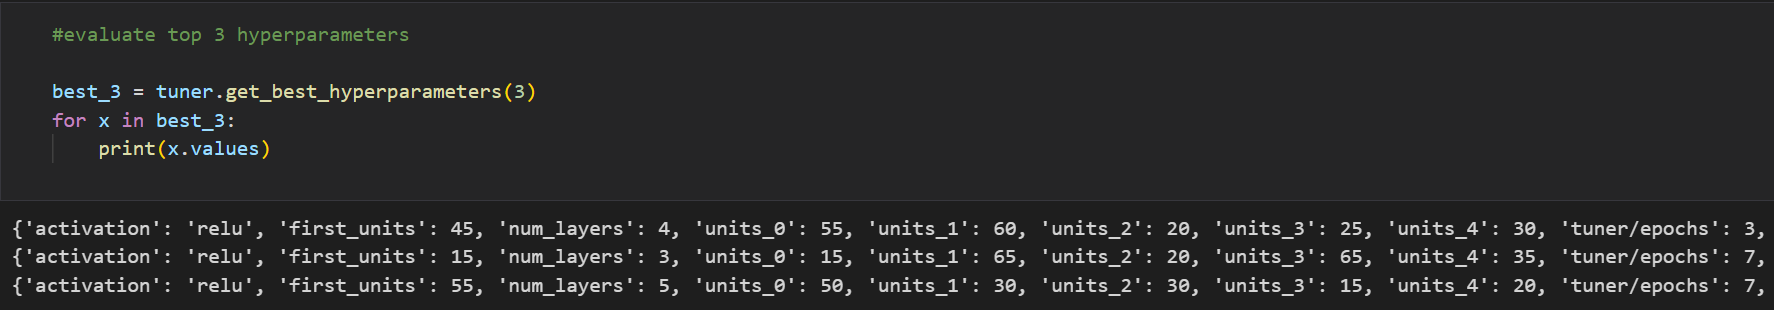 #evaluate top 3 hyperparameters
best_3 = tuner.get_best_hyperparameters(3)
for x in best_3:
    print(x.values)
{'activation': 'relu', 'first_units': 45, 'num_layers': 4, 'units_0': 55, 'units_1': 60, 'units_2': 20, 'units_3': 25, 'units_4': 30, 'tuner/epochs': 3,
{'activation': 'relu', 'first_units': 15, 'num_layers': 3, 'units_0': 15, 'units_1': 65, 'units_2': 20, 'units_3': 65, 'units_4': 35, 'tuner/epochs': 7,
{'activation': 'relu', 'first_units': 55, 'num_layers': 5, 'units_0': 50, 'units_1': 30, 'units_2': 30, 'units_3': 15, 'units_4': 20, 'tuner/epochs': 7,